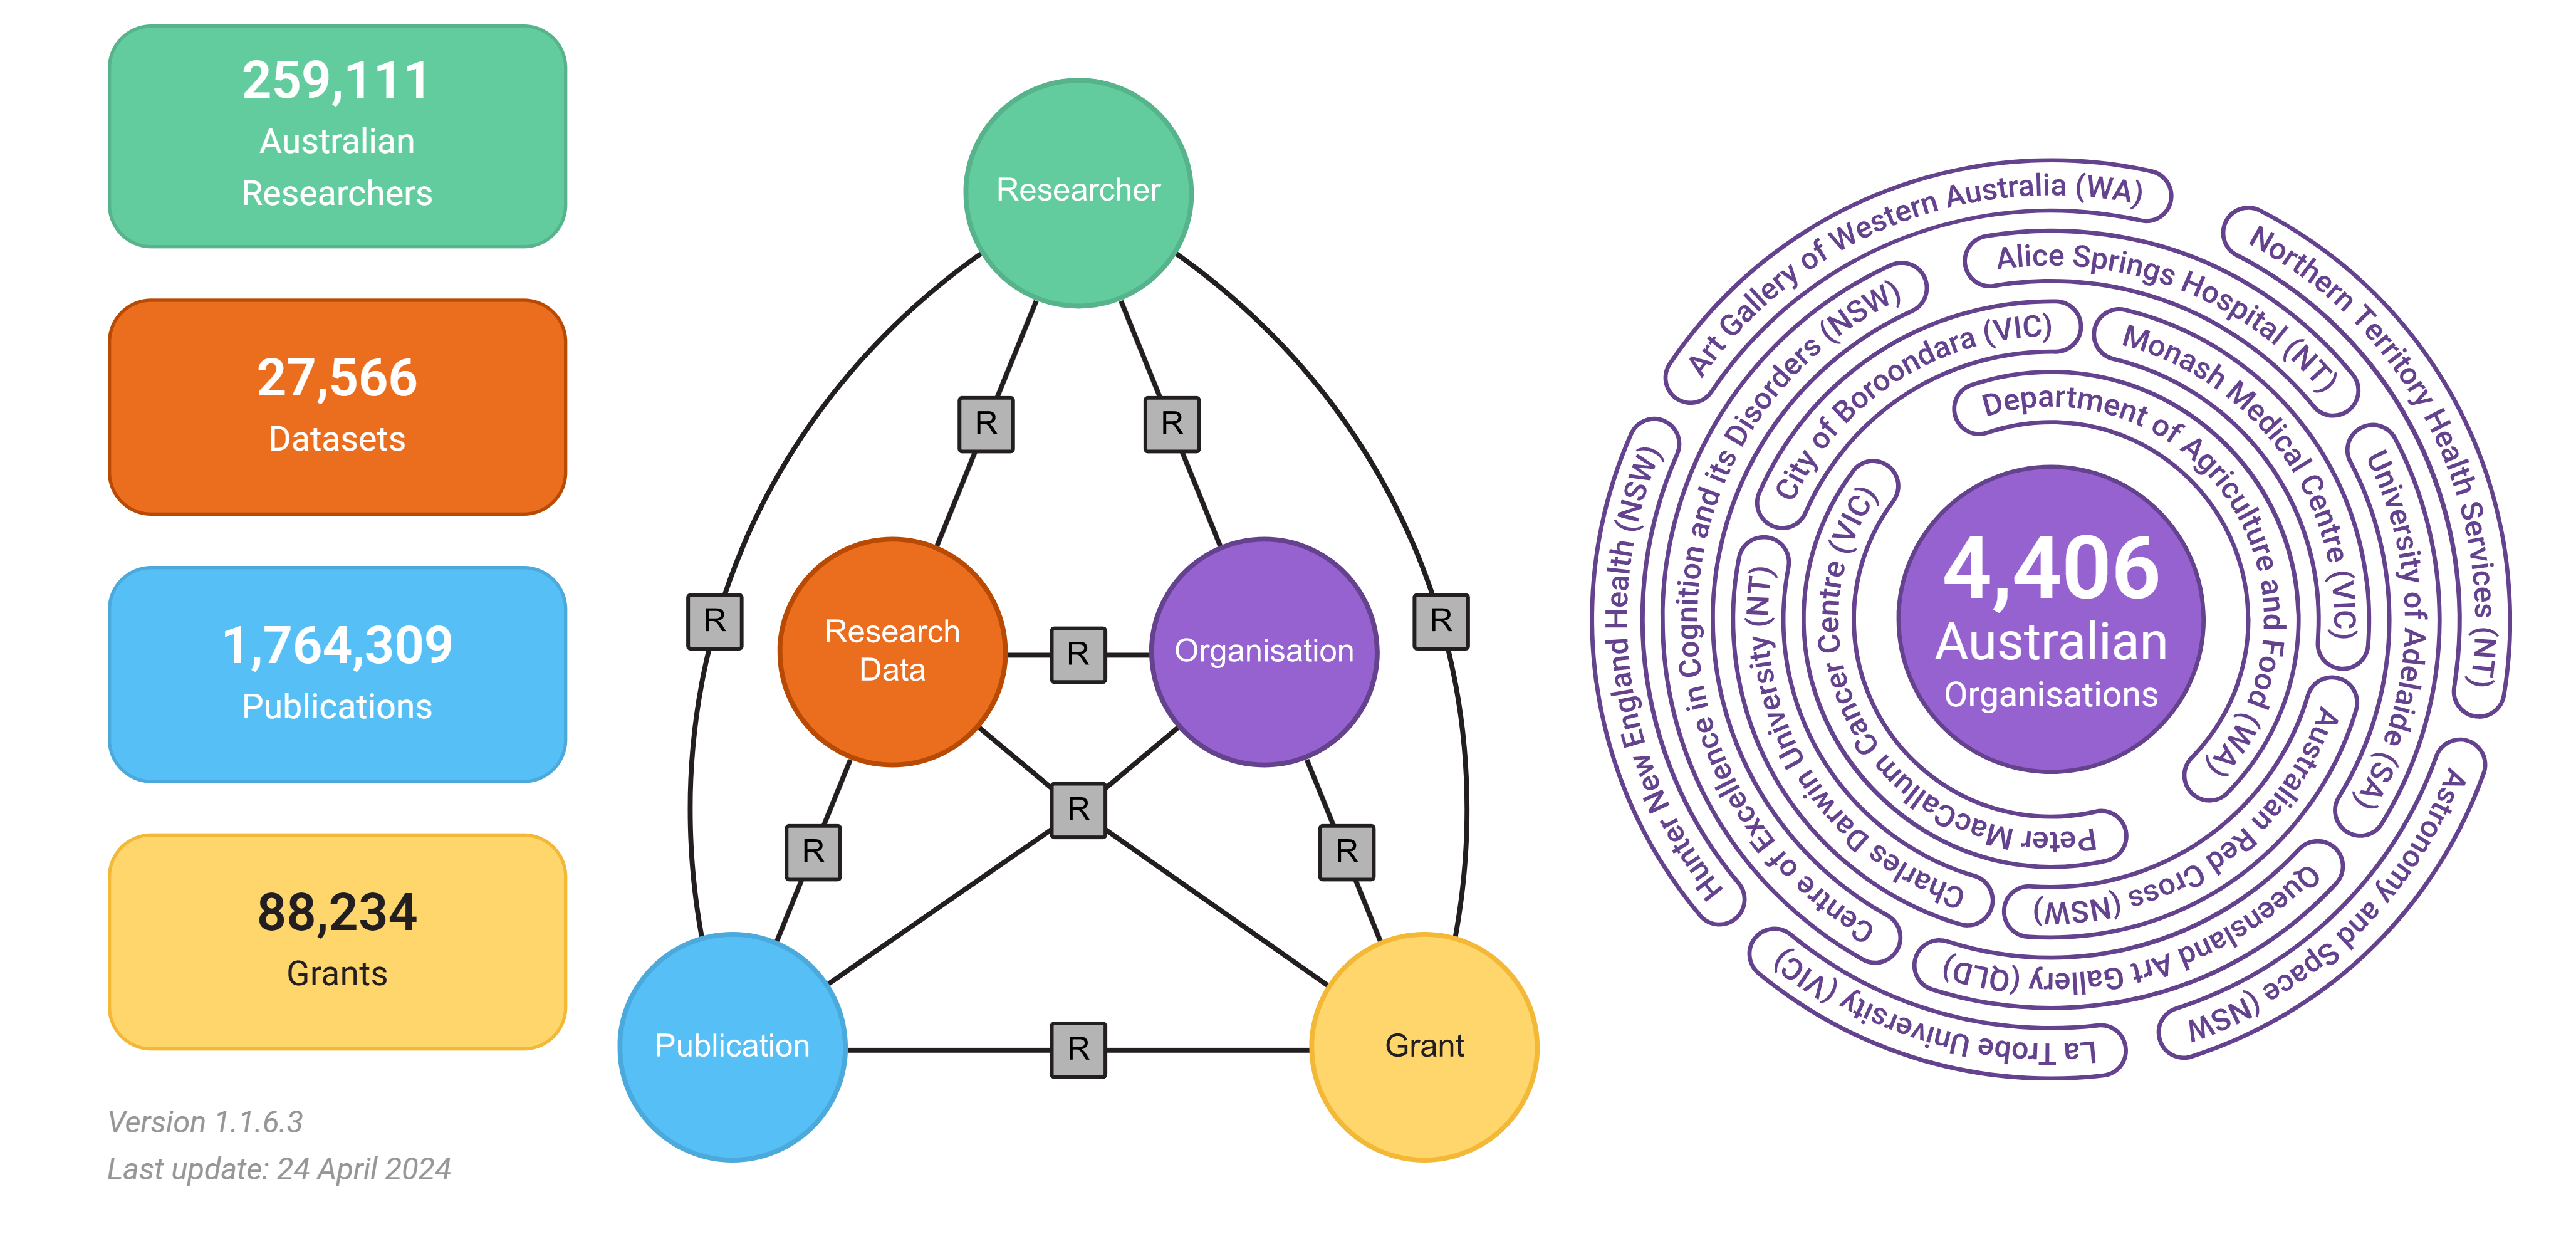 259,111
Australian
Researchers
27,566
Datasets
1,764,309
Publications
88,234
Grants
Version 1.1.6.3
Last update: 24 April 2024
Researcher
R
R
R
R
Research
Data
R
Organisation
R
R
R
Publication
R
Grant
Art Gallery of Western Australia (WA)
Northern Territory Health Services (NT)
Astronomy and Space (NSW
La Trobe University (VIC)
Hunter New England Health (NSW)
Alice Springs Hospital (NT)
University of Adelaide (SA)
Queensland Art Gallery (QLD)
Centre of Excellence in Cognition and its Disorders (NSW)
City of Boroondara (VIC)
Monash Medical Centre (VIC)
Australian Red Cross (NSW)
Charles Darwin University (NT)
Department of Agriculture and Food (WA)
Peter MacCallum Cancer Centre (VIC)
4,406
Australian
Organisations